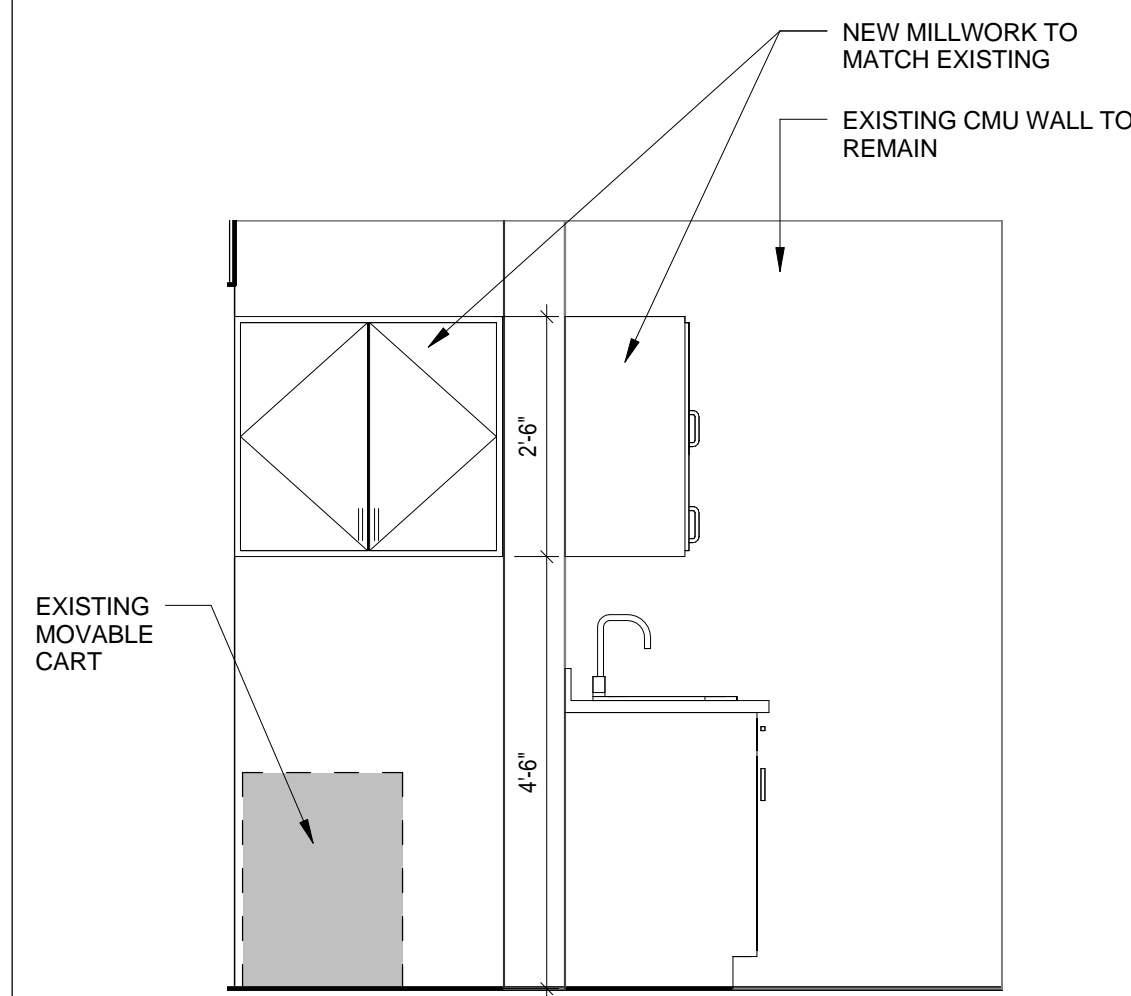 NEW MILLWORK TO
MATCH EXISTING
EXISTING CMU WALL TO
REMAIN
2'-6"
EXISTING
MOVABLE
CART
4'-6"